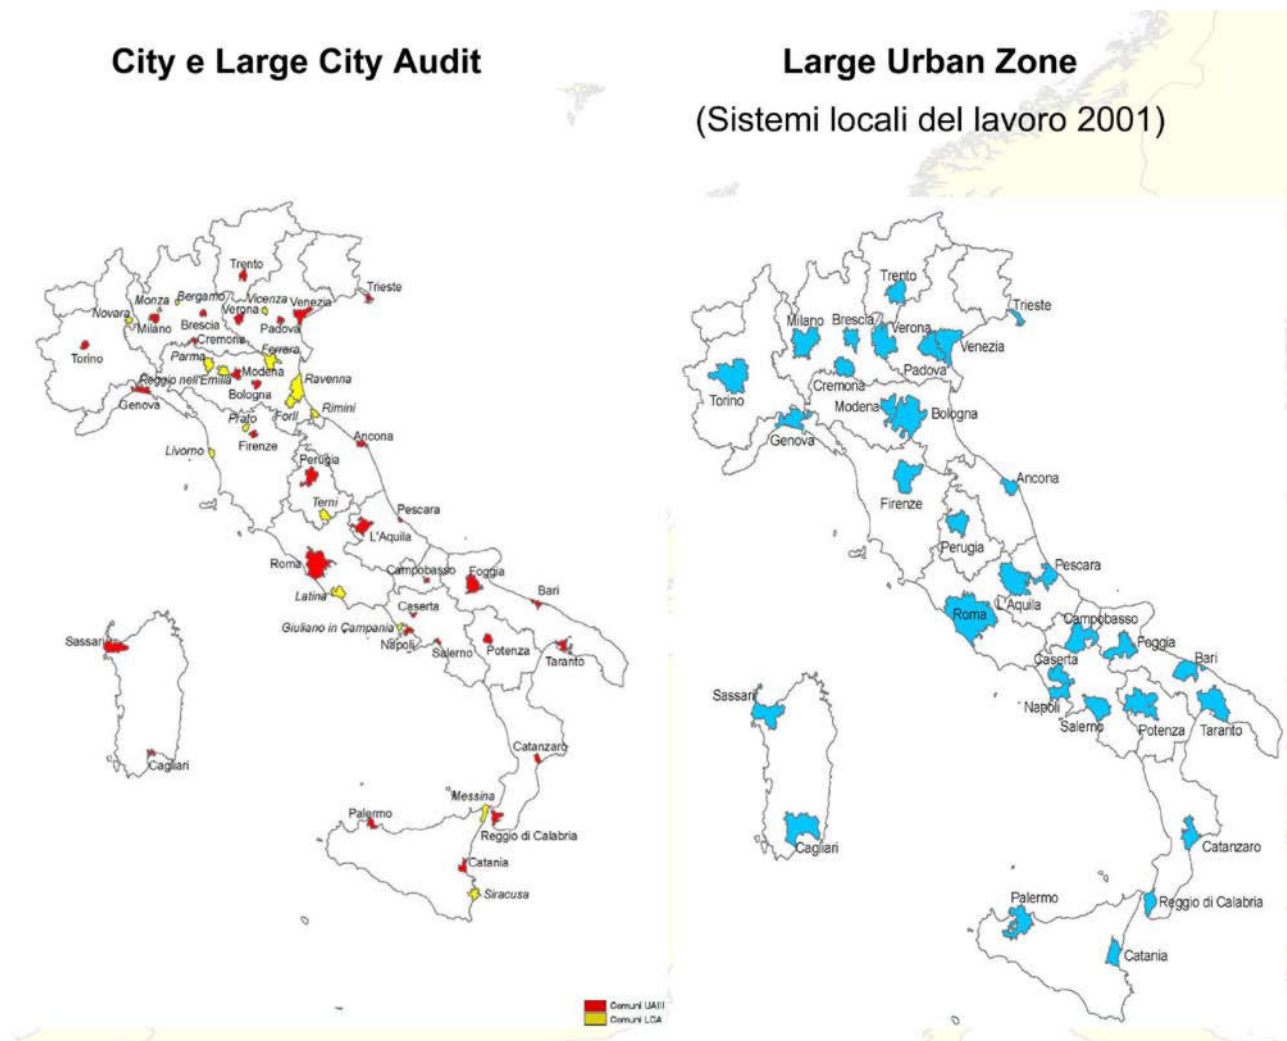 City e Large City Audit
Large Urban Zone
(Sistemi locali del lavoro 2001)
Trento
Trieste
Monza
Bergamo
Vicenza
Venezia
Novara
Milano
Brescia
Verona
Padova
Torino
Cremona
Parma
Ferrara
Modena
Reggio nell'Emilia
Ravenna
Genova
Bologna
Forlì
Rimini
Prato
Firenze
Livorno
Ancona
Perugia
Terni
Pescara
L'Aquila
Roma
Campobasso
Foggia
Latina
Bari
Caserta
Giuliano in Campania
Napoli
Salerno
Potenza
Taranto
Sassari
Cagliari
Catanzaro
Messina
Palermo
Reggio di Calabria
Catania
Siracusa
Comuni UAIII
Comuni LCA
Trento
Trieste
Milano
Brescia
Verona
Venezia
Padova
Cremona
Torino
Modena
Bologna
Genova
Firenze
Ancona
Perugia
Pescara
L'Aquila
Roma
Campobasso
Foggia
Caserta
Bari
Napoli
Salerno
Potenza
Taranto
Sassari
Cagliari
Catanzaro
Palermo
Reggio di Calabria
Catania